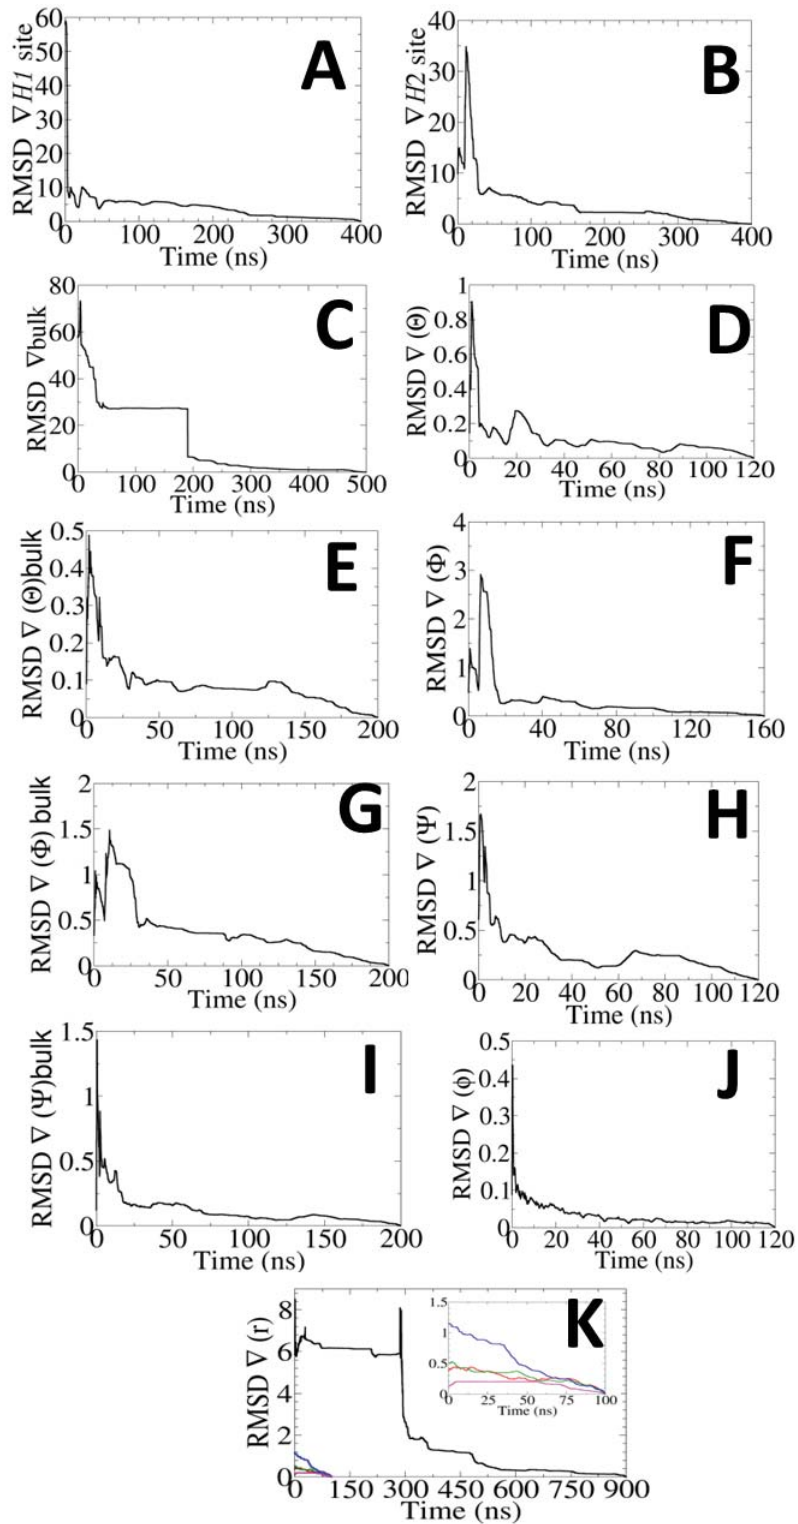 60
50
40
30
20
10
0
RMSD ∇H1 site
A
0 100 200 300 400
Time (ns)
40
30
20
10
0
RMSD ∇H2 site
B
0 100 200 300 400
Time (ns)
80
60
40
20
0
RMSD ∇bulk
C
0 100 200 300 400 500
Time (ns)
1
0.8
0.6
0.4
0.2
0
RMSD ∇ (Θ)
D
0 20 40 60 80 100 120
Time (ns)
0.5
0.4
0.3
0.2
0.1
0
RMSD ∇ (Θ)bulk
E
0 50 100 150 200
Time (ns)
4
3
2
1
0
RMSD ∇ (Φ)
F
0 40 80 120 160
Time (ns)
2
1.5
1
0.5
0
RMSD ∇ (Φ) bulk
G
0 50 100 150 200
Time (ns)
2
1.5
1
0.5
0
RMSD ∇ (Ψ)
H
0 20 40 60 80 100 120
Time (ns)
1.5
1
0.5
0
RMSD ∇ (Ψ)bulk
I
0 50 100 150 200
Time (ns)
0.5
0.4
0.3
0.2
0.1
0
RMSD ∇ (ϕ)
J
0 20 40 60 80 100 120
Time (ns)
8
6
4
2
0
RMSD ∇ (r)
K
1.5
1
0.5
0
0 25 50 75 100
Time (ns)
0 150 300 450 600 750 900
Time (ns)